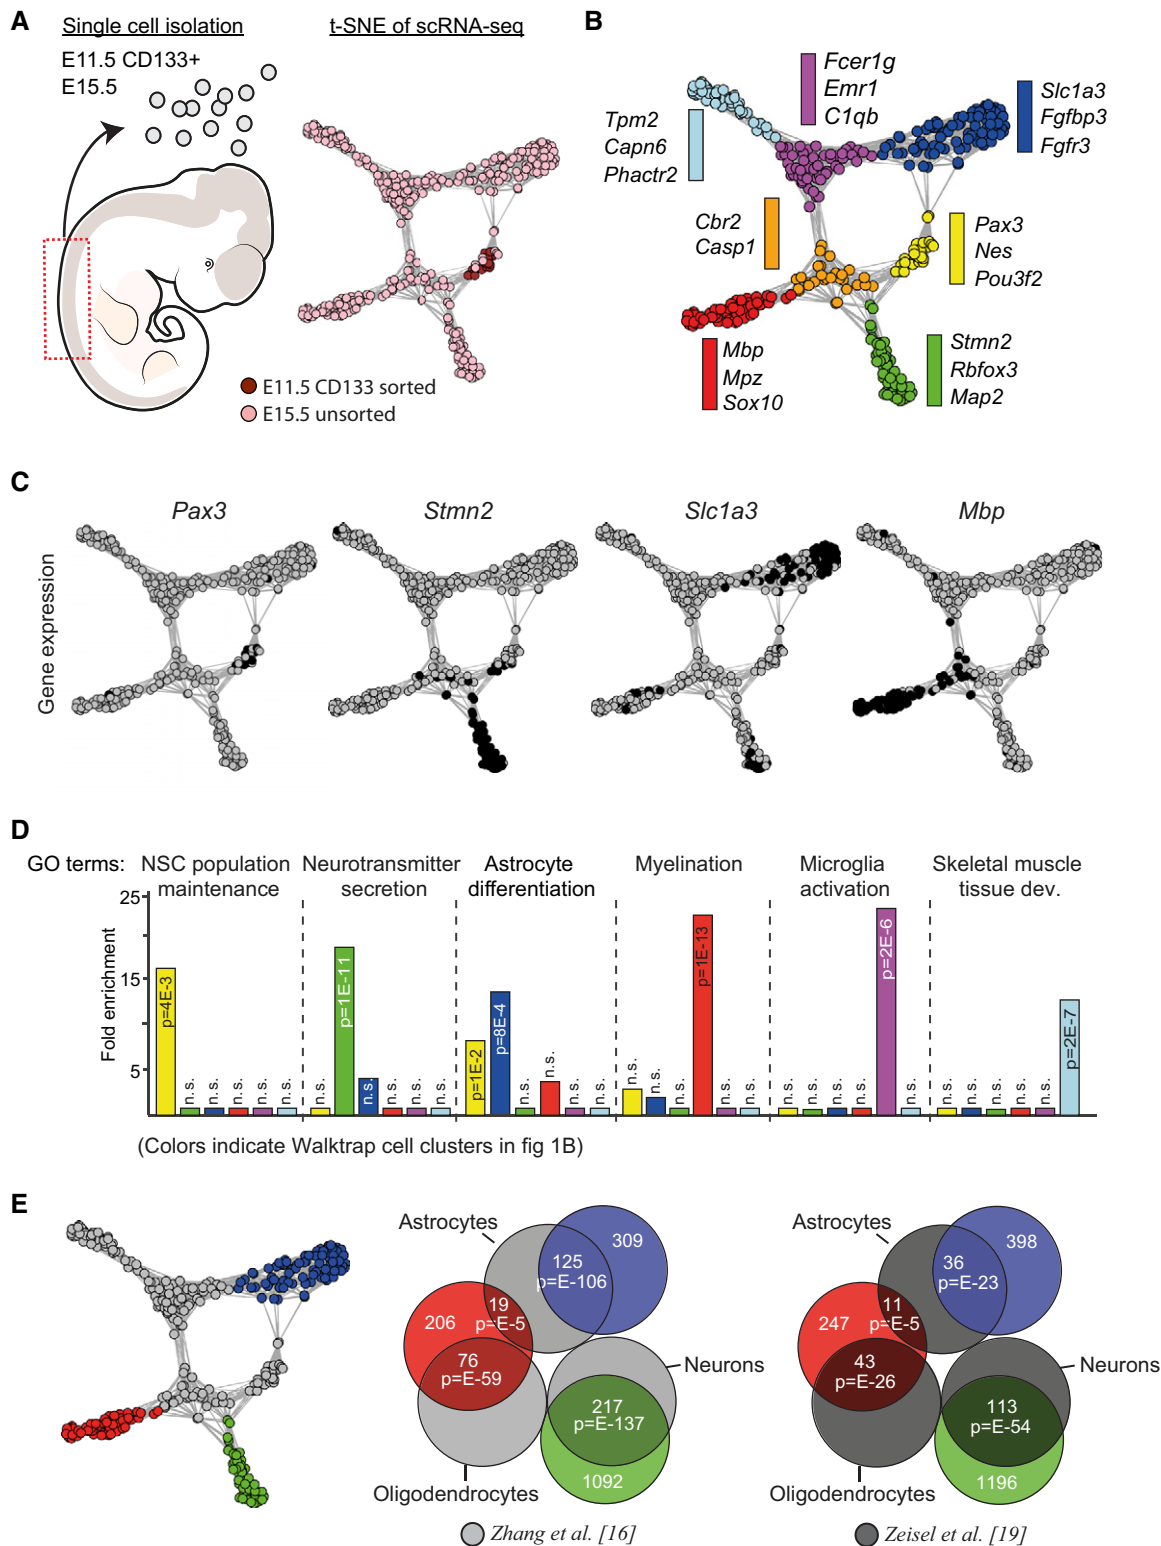 A
Single cell isolation
t-SNE of scRNA-seq
E11.5 CD133+
E15.5
E11.5 CD133 sorted
E15.5 unsorted
B
Fcer1g
Emr1
C1qb
Slc1a3
Fgfbp3
Fgfr3
Tpm2
Capn6
Phactr2
Cbr2
Casp1
Pax3
Nes
Pou3f2
Mbp
Mpz
Sox10
Stmn2
Rbfox3
Map2
C
Gene expression
Pax3
Stmn2
Slc1a3
Mbp
D
GO terms:
NSC population
maintenance
Neurotransmitter
secretion
Astrocyte
differentiation
Myelination
Microglia
activation
Skeletal muscle
tissue dev.
Fold enrichment
25
15
5
p=4E-3
n.s.
n.s.
n.s.
n.s.
n.s.
n.s.
p=1E-11
n.s.
n.s.
n.s.
n.s.
p=1E-2
p=8E-4
n.s.
n.s.
n.s.
n.s.
n.s.
n.s.
n.s.
p=1E-13
n.s.
n.s.
n.s.
n.s.
n.s.
n.s.
p=2E-6
n.s.
n.s.
n.s.
n.s.
n.s.
n.s.
p=2E-7
(Colors indicate Walktrap cell clusters in fig 1B)
E
Astrocytes
309
125
p=E-106
19
p=E-5
206
76
p=E-59
Neurons
217
p=E-137
1092
Oligodendrocytes
Zhang et al. [16]
Astrocytes
398
36
p=E-23
11
p=E-5
247
43
p=E-26
Neurons
113
p=E-54
1196
Oligodendrocytes
Zeisel et al. [19]